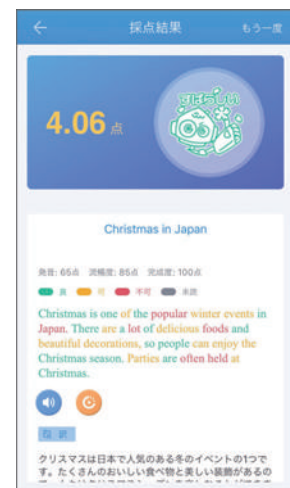 ← 採点結果 もう一度
すばらしい
4.06 点
Christmas in Japan
発音: 65点 流暢度: 85点 完成度: 100点
良 可 不可 未読
Christmas is one of the popular winter events in
Japan. There are a lot of delicious foods and
beautiful decorations, so people can enjoy the
Christmas season. Parties are often held at
Christmas.
翻訳
クリスマスは日本で人気のある冬のイベントの1つで
す。たくさんのおいしい食べ物と美しい装飾があるの